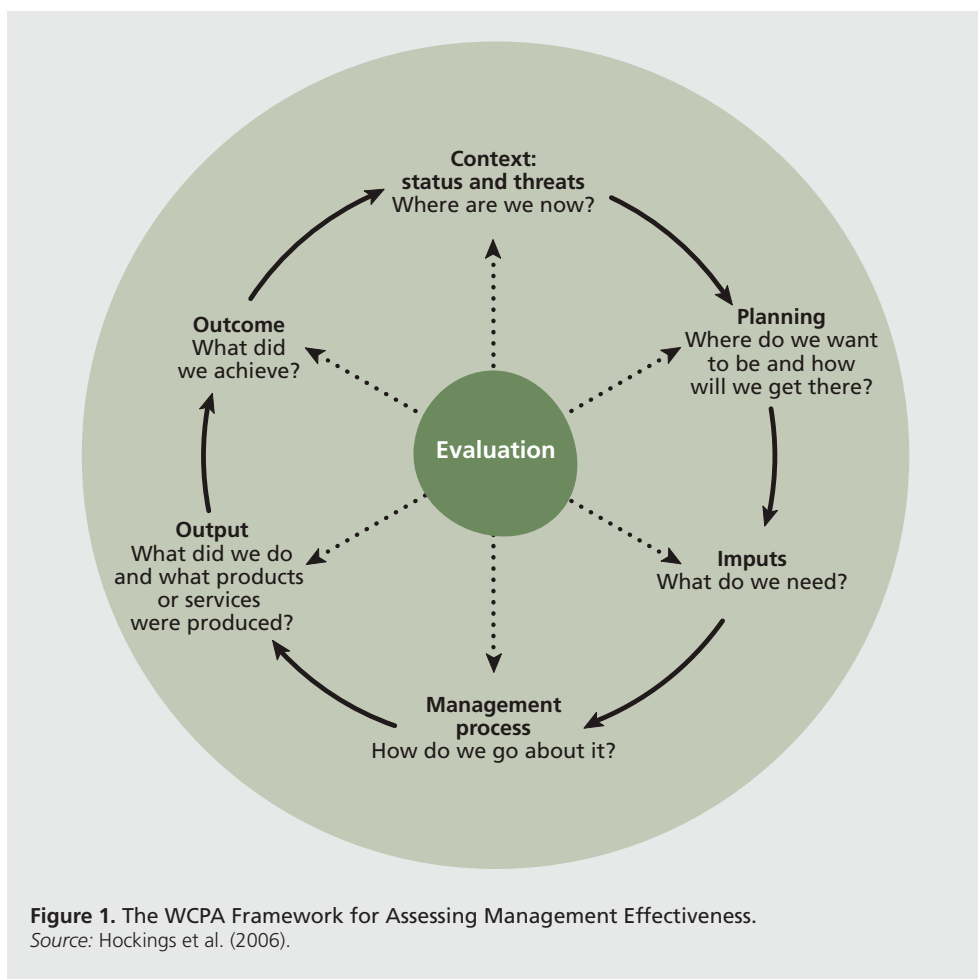 Context:
status and threats
Where are we now?
Planning
Where do we want
to be and how
will we get there?
Imputs
What do we need?
Management
process
How do we go about it?
Output
What did we do
and what products
or services
were produced?
Outcome
What did
we achieve?
Evaluation
Figure 1. The WCPA Framework for Assessing Management Effectiveness.
Source: Hockings et al. (2006).